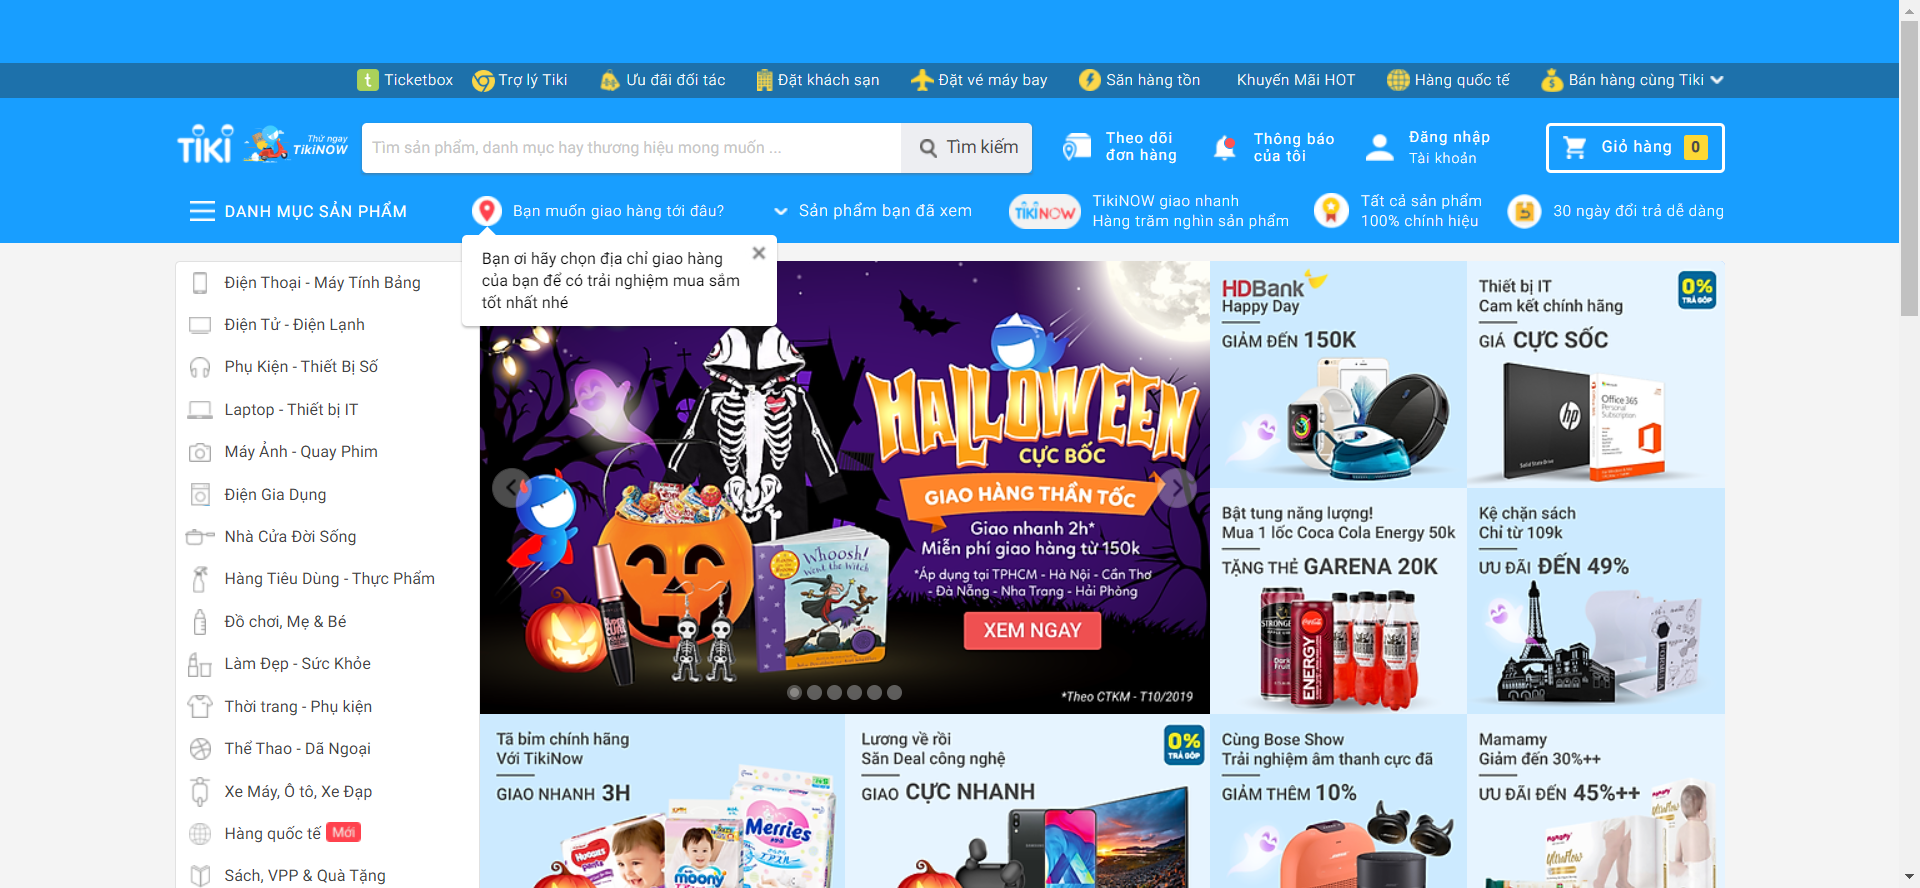 Ticketbox
Trợ lý Tiki
Ưu đãi đối tác
Đặt khách sạn
Đặt vé máy bay
Săn hàng tồn
Khuyến Mãi HOT
Hàng quốc tế
Bán hàng cùng Tiki
TIKI
Thử ngay
TikiNOW
Tìm sản phẩm, danh mục hay thương hiệu mong muốn ...
Tìm kiếm
Theo dõi
đơn hàng
Thông báo
của tôi
Đăng nhập
Tài khoản
Giỏ hàng 0
DANH MỤC SẢN PHẨM
Bạn muốn giao hàng tới đâu?
Sản phẩm bạn đã xem
TIKINOW
TikiNOW giao nhanh
Hàng trăm nghìn sản phẩm
Tất cả sản phẩm
100% chính hiệu
30 ngày đổi trả dễ dàng
Bạn ơi hãy chọn địa chỉ giao hàng
của bạn để có trải nghiệm mua sắm
tốt nhất nhé
Điện Thoại - Máy Tính Bảng
Điện Tử - Điện Lạnh
Phụ Kiện - Thiết Bị Số
Laptop - Thiết bị IT
Máy Ảnh - Quay Phim
Điện Gia Dụng
Nhà Cửa Đời Sống
Hàng Tiêu Dùng - Thực Phẩm
Đồ chơi, Mẹ & Bé
Làm Đẹp - Sức Khỏe
Thời trang - Phụ kiện
Thể Thao - Dã Ngoại
Xe Máy, Ô tô, Xe Đạp
Hàng quốc tế Mới
Sách, VPP & Quà Tặng
HALLOWEEN
CỰC BỐC
GIAO HÀNG THẦN TỐC
Giao nhanh 2h*
Miễn phí giao hàng từ 150k
*Áp dụng tại TPHCM - Hà Nội - Cần Thơ
- Đà Nẵng - Nha Trang - Hải Phòng
XEM NGAY
*Theo CTKM - T10/2019
Whoosh!
Went the Witch
HDBank
Happy Day
GIẢM ĐẾN 150K
Thiết bị IT
Cam kết chính hãng
GIÁ CỰC SỐC
0%
TRẢ GÓP
hp
Solid State Drive
Office 365
Personal
Subscription
Bật tung năng lượng!
Mua 1 lốc Coca Cola Energy 50k
TẶNG THẺ GARENA 20K
ENERGY
Kệ chặn sách
Chỉ từ 109k
ƯU ĐÃI ĐẾN 49%
Tã bỉm chính hãng
Với TikiNow
GIAO NHANH 3H
HUGGIES
moony
Merries
Lương về rồi
Săn Deal công nghệ
GIAO CỰC NHANH
0%
TRẢ GÓP
Cùng Bose Show
Trải nghiệm âm thanh cực đã
GIẢM THÊM 10%
Mamamy
Giảm đến 30%++
ƯU ĐÃI ĐẾN 45%++